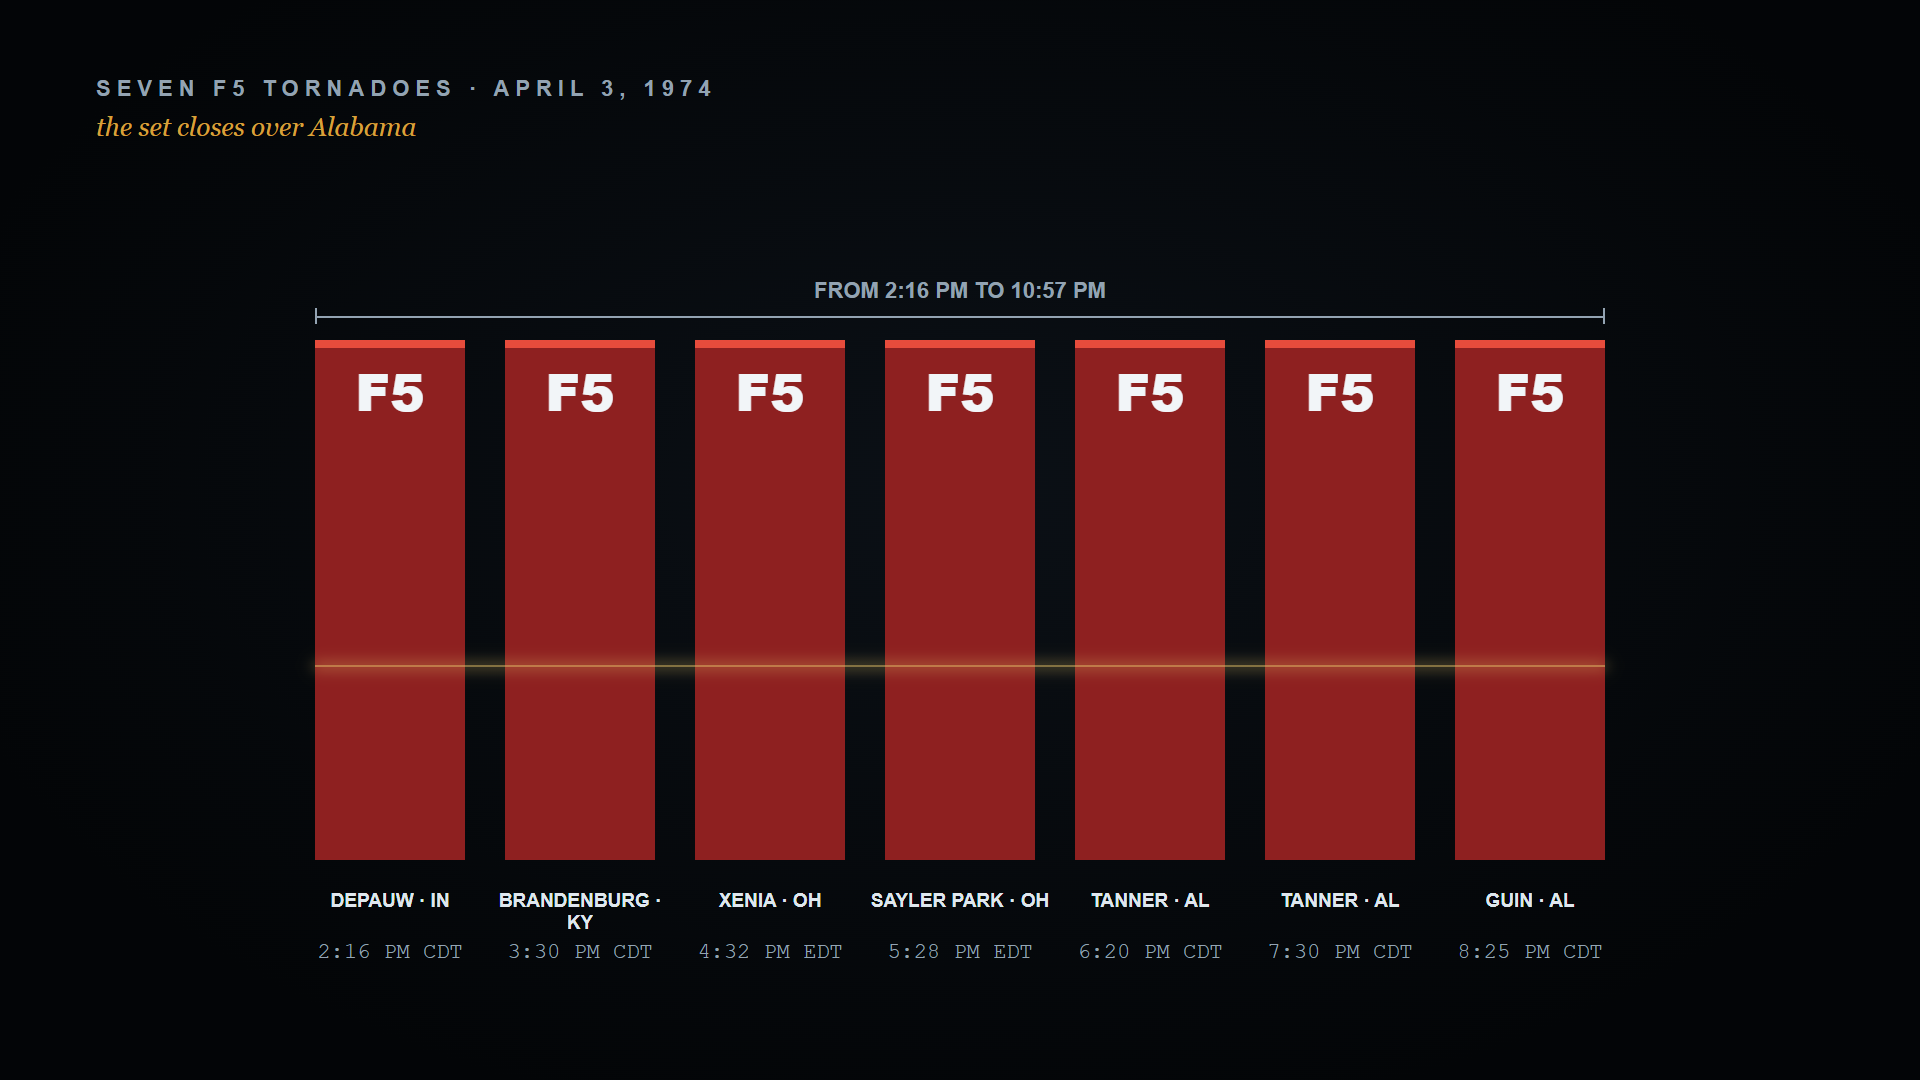 SEVEN F5 TORNADOES · APRIL 3, 1974
the set closes over Alabama
FROM 2:16 PM TO 10:57 PM
F5 F5 F5 F5 F5 F5 F5
DEPAUW · IN
2:16 PM CDT
BRANDENBURG ·
KY
3:30 PM CDT
XENIA · OH
4:32 PM EDT
SAYLER PARK · OH
5:28 PM EDT
TANNER · AL
6:20 PM CDT
TANNER · AL
7:30 PM CDT
GUIN · AL
8:25 PM CDT